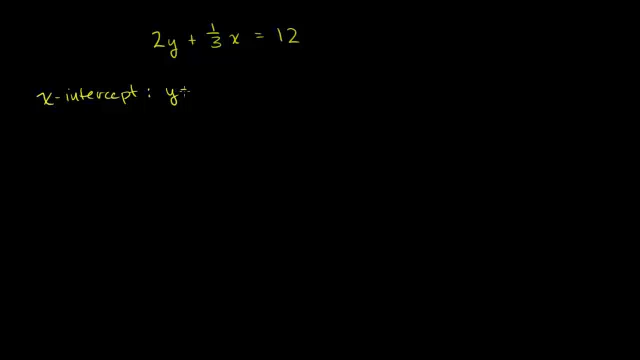 2y + 1/3 x = 12
x-intercept: y=